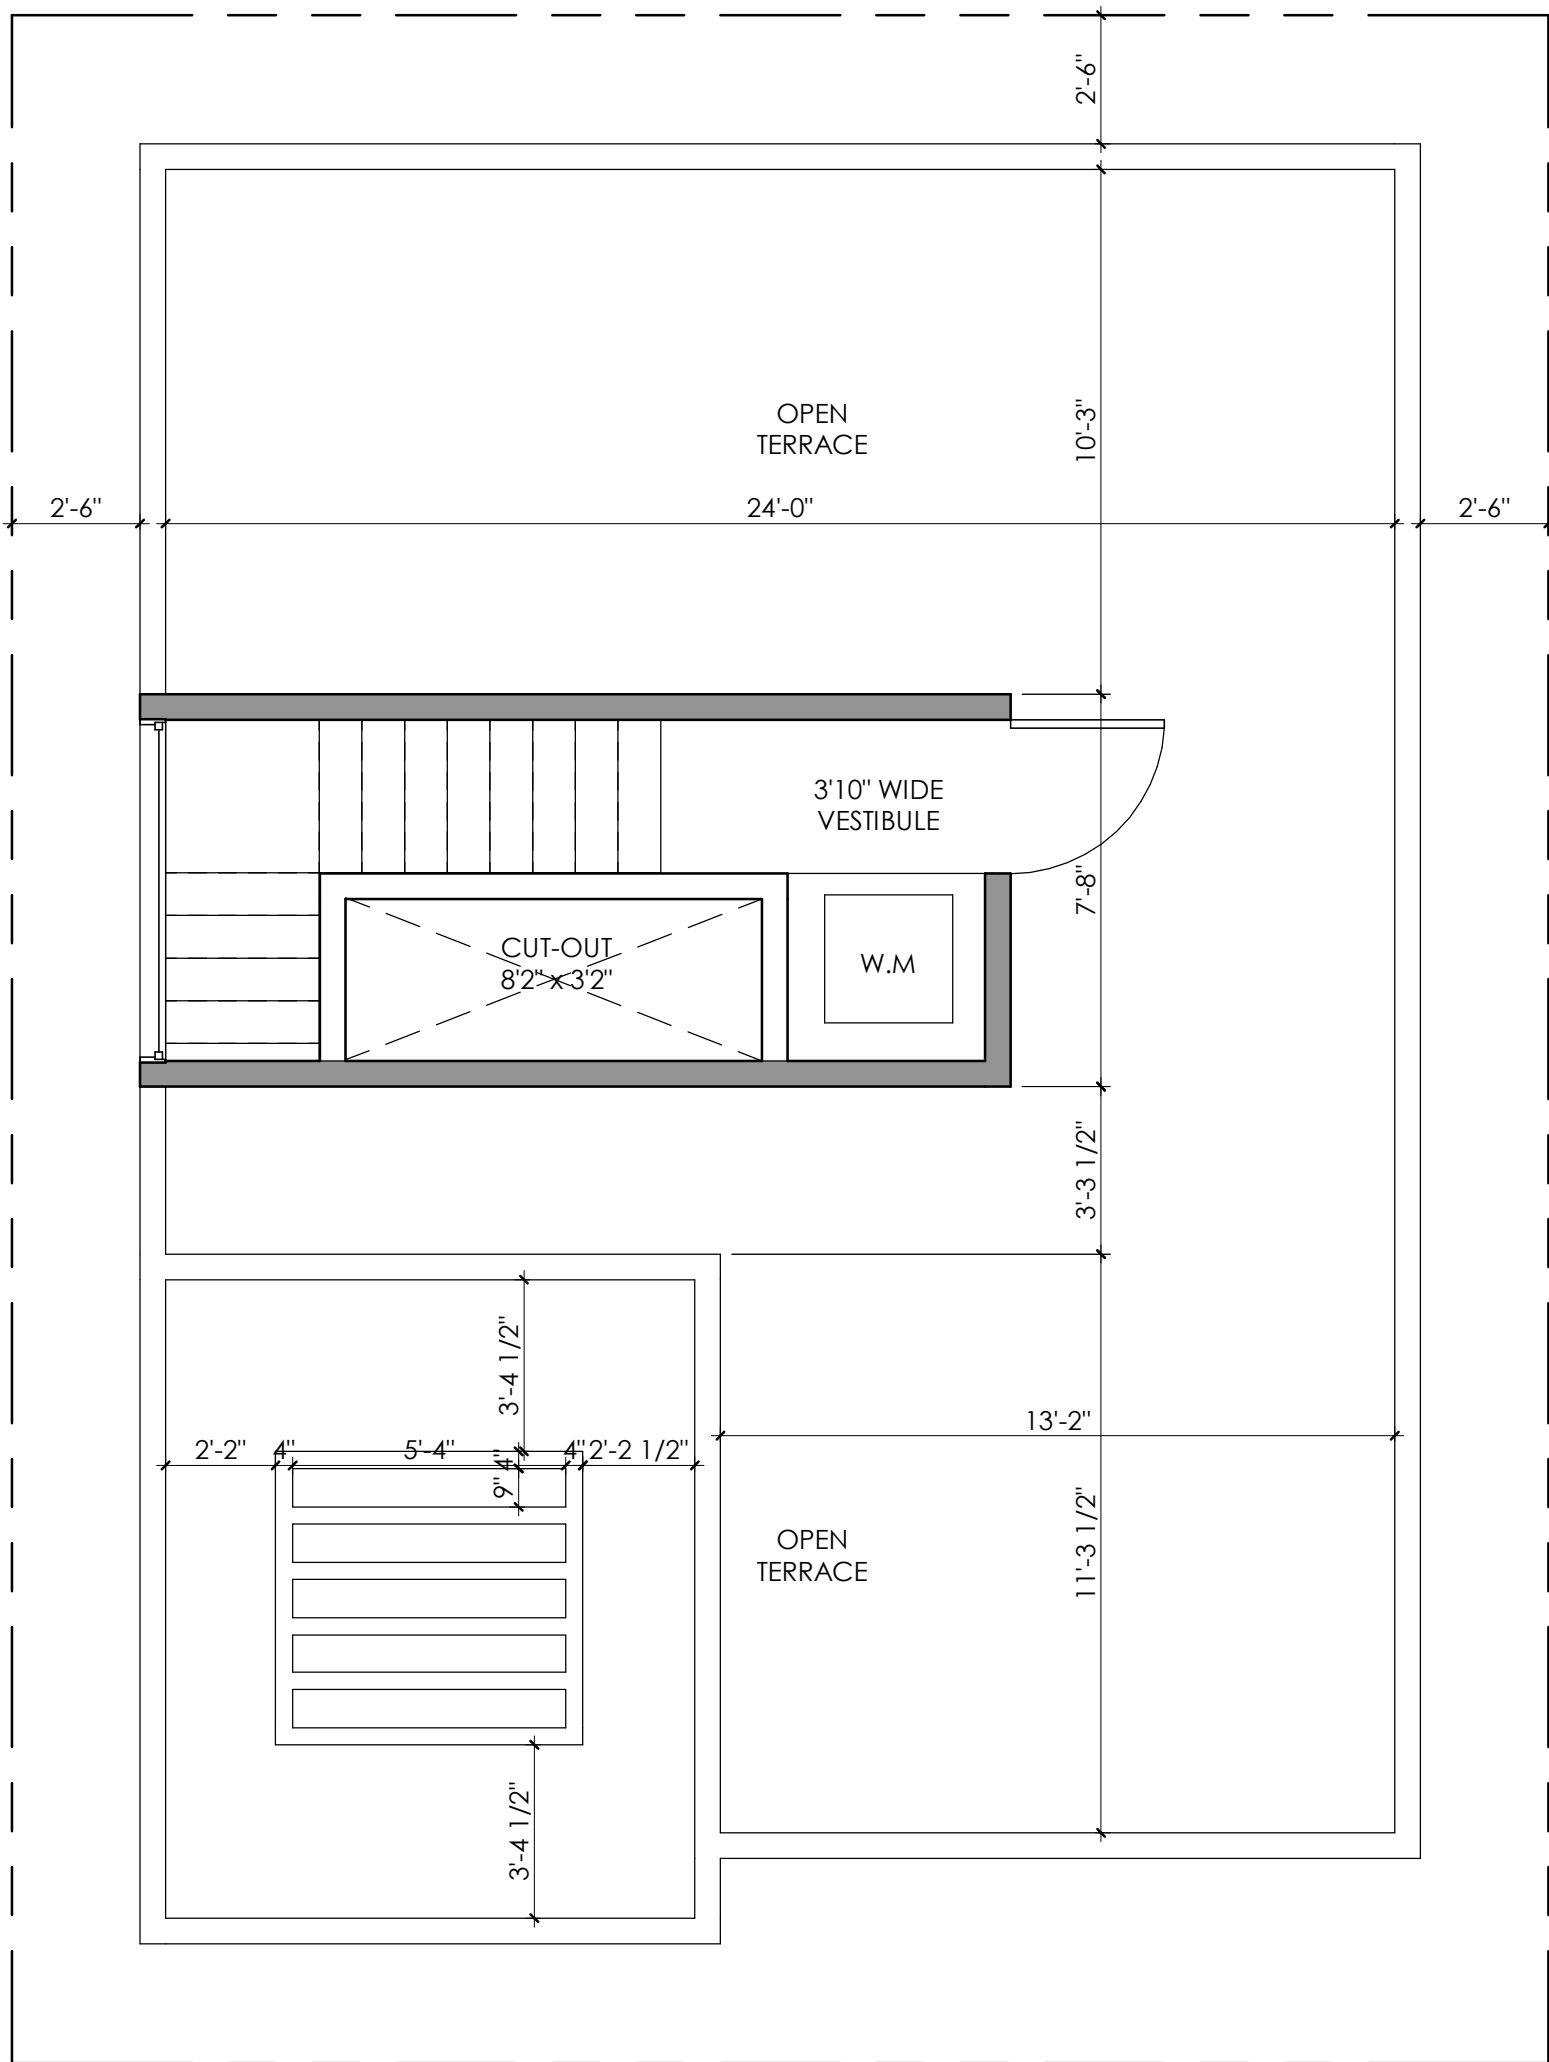 2'-6"
OPEN
TERRACE
10'-3"
2'-6"
24'-0"
2'-6"
3'10" WIDE
VESTIBULE
7'-8"
CUT-OUT
8'2" x 3'2"
W.M
3'-3 1/2"
3'-4 1/2"
13'-2"
2'-2"
4"
5'-4"
4"
2'-2 1/2"
4"
9"
OPEN
TERRACE
11'-3 1/2"
3'-4 1/2"